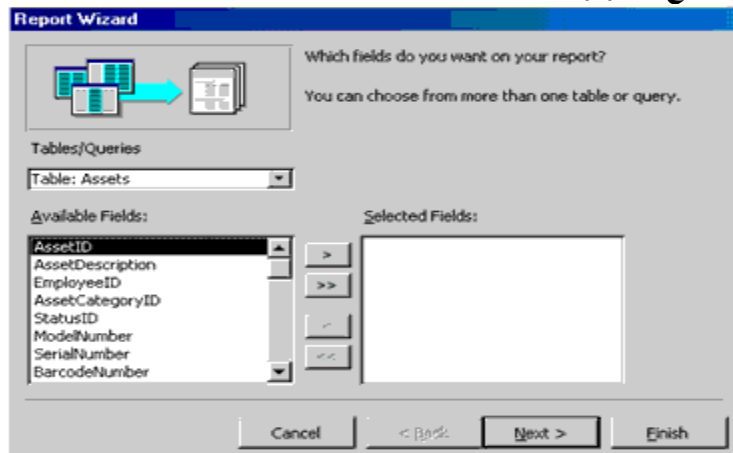 Report Wizard
Which fields do you want on your report?
You can choose from more than one table or query.
Tables/Queries
Table: Assets
Available Fields:
Selected Fields:
AssetID
AssetDescription
EmployeeID
AssetCategoryID
StatusID
ModelNumber
SerialNumber
BarcodeNumber
>
>>
<
<<
Cancel
< Back
Next >
Finish